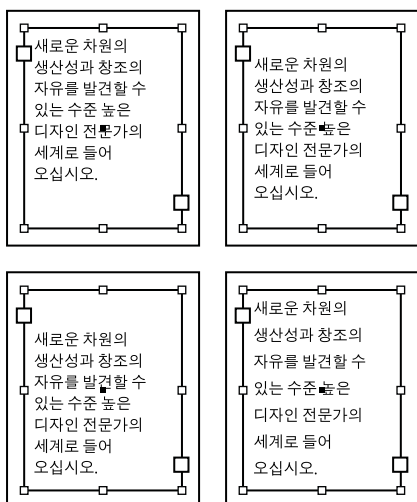 새로운 차원의
생산성과 창조의
자유를 발견할 수
있는 수준 높은
디자인 전문가의
세계로 들어
오십시오.
새로운 차원의
생산성과 창조의
자유를 발견할 수
있는 수준 높은
디자인 전문가의
세계로 들어
오십시오.
새로운 차원의
생산성과 창조의
자유를 발견할 수
있는 수준 높은
디자인 전문가의
세계로 들어
오십시오.
새로운 차원의
생산성과 창조의
자유를 발견할 수
있는 수준 높은
디자인 전문가의
세계로 들어
오십시오.